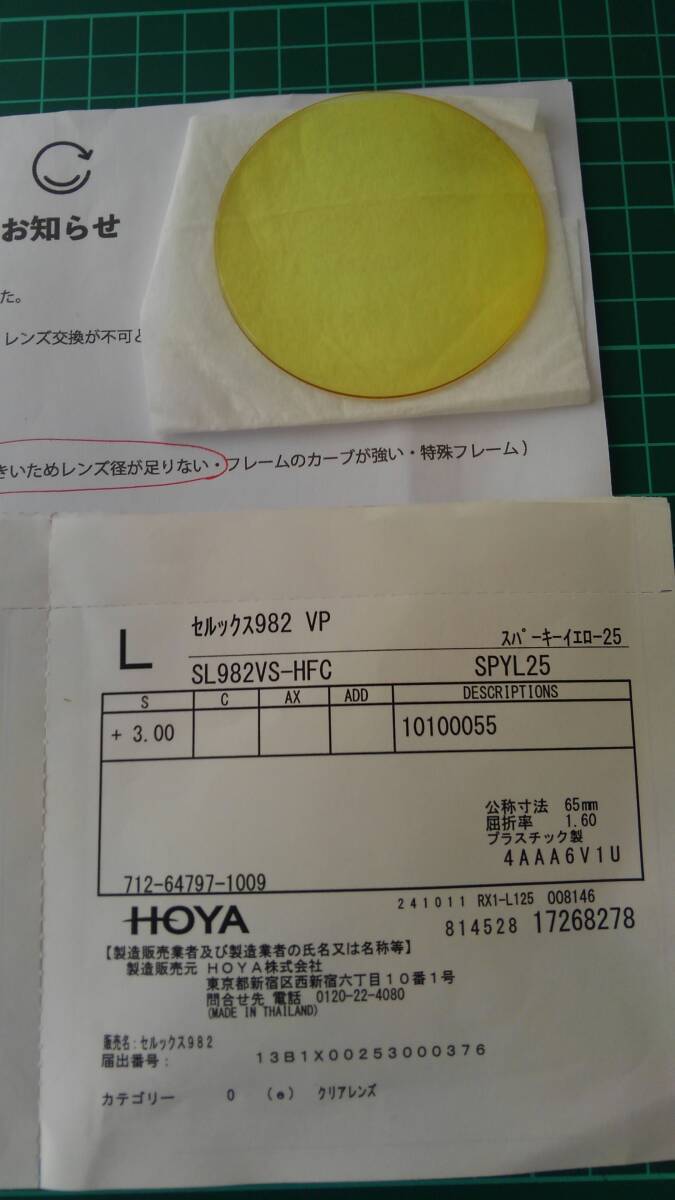 お知らせ
た。
レンズ交換が不可と
きいためレンズ径が足りない・フレームのカーブが強い・特殊フレーム）
L
ｾﾙｯｸｽ982 VP
ｽﾊﾟｰｷｰｲｴﾛｰ25
SL982VS-HFC
SPYL25
S C AX ADD DESCRIPTIONS
+ 3.00 10100055
公称寸法 65mm
屈折率 1.60
プラスチック製
4AAA6V1U
712-64797-1009
241011 RX1-L125 008146
HOYA
814528 17268278
【製造販売業者及び製造業者の氏名又は名称等】
製造販売元 ＨＯＹＡ株式会社
東京都新宿区西新宿六丁目１０番１号
問合せ先 電話 0120-22-4080
(MADE IN THAILAND)
販売名：セルックス９８２
届出番号： 13B1X00253000376
カテゴリー 0 クリアレンズ